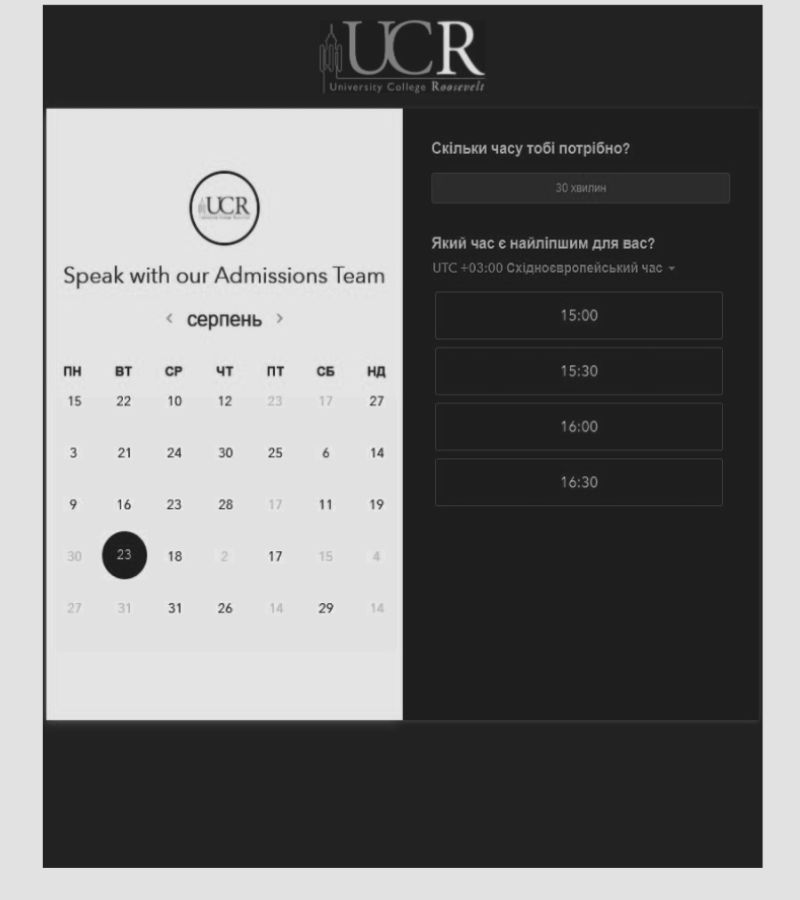 UCR
University College Roosevelt
UCR
Speak with our Admissions Team
< серпень >
ПН ВТ СР ЧТ ПТ СБ НД
15 22 10 12 23 17 27
3 21 24 30 25 6 14
9 16 23 28 17 11 19
30 23 18 2 17 15 4
27 31 31 26 14 29 14
Скільки часу тобі потрібно?
30 хвилин
Який час є найліпшим для вас?
UTC +03:00 Східноєвропейський час
15:00
15:30
16:00
16:30